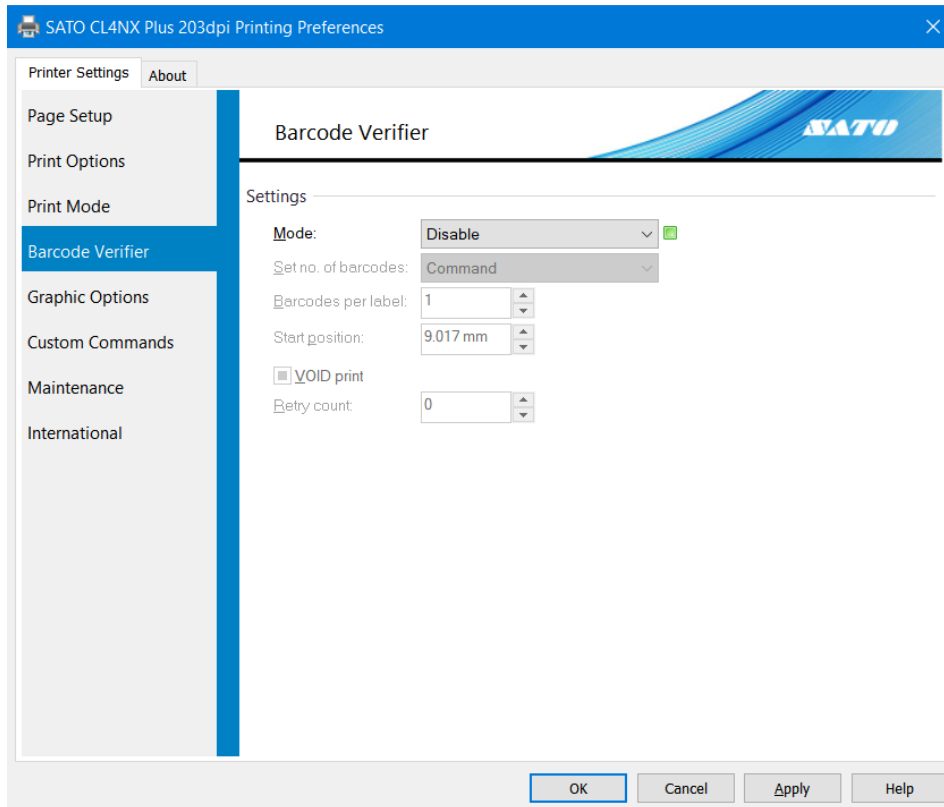 SATO CL4NX Plus 203dpi Printing Preferences
Printer Settings
About
Page Setup
Print Options
Print Mode
Barcode Verifier
Graphic Options
Custom Commands
Maintenance
International
Barcode Verifier
SATO
Settings
Mode: Disable
Set no. of barcodes: Command
Barcodes per label: 1
Start position: 9.017 mm
VOID print
Retry count: 0
OK Cancel Apply Help